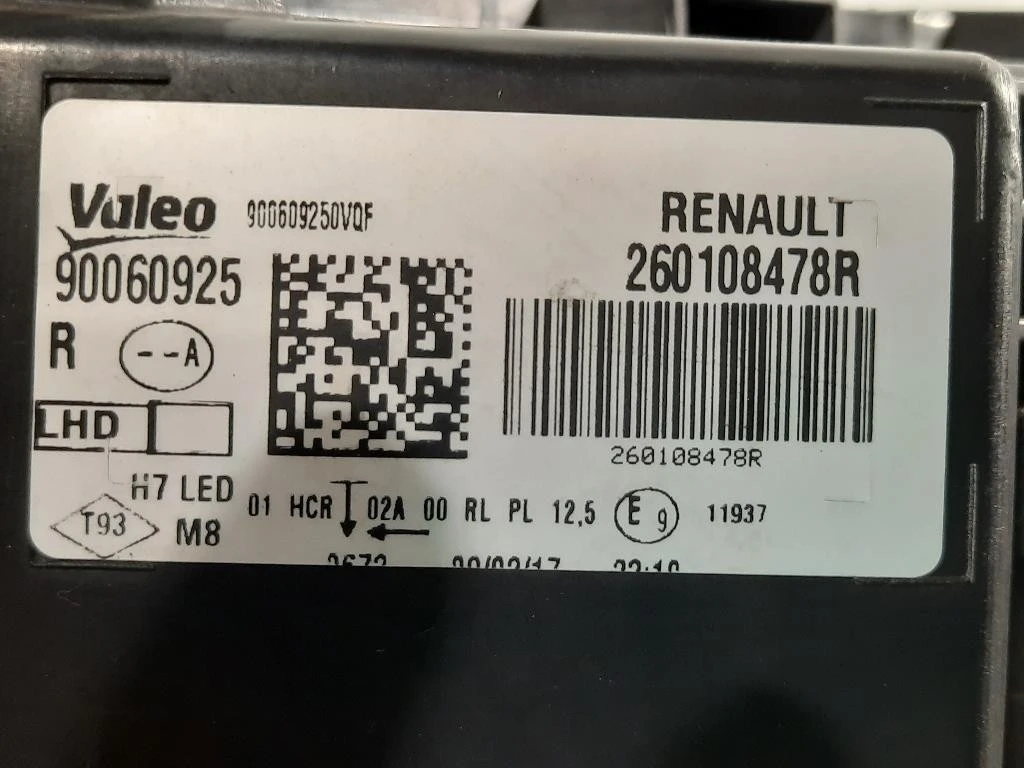 Valeo 900609250VQF
RENAULT
90060925
260108478R
R --A
LHD
260108478R
H7 LED
01 HCR 02A 00 RL PL 12,5 E 9 11937
T93 M8